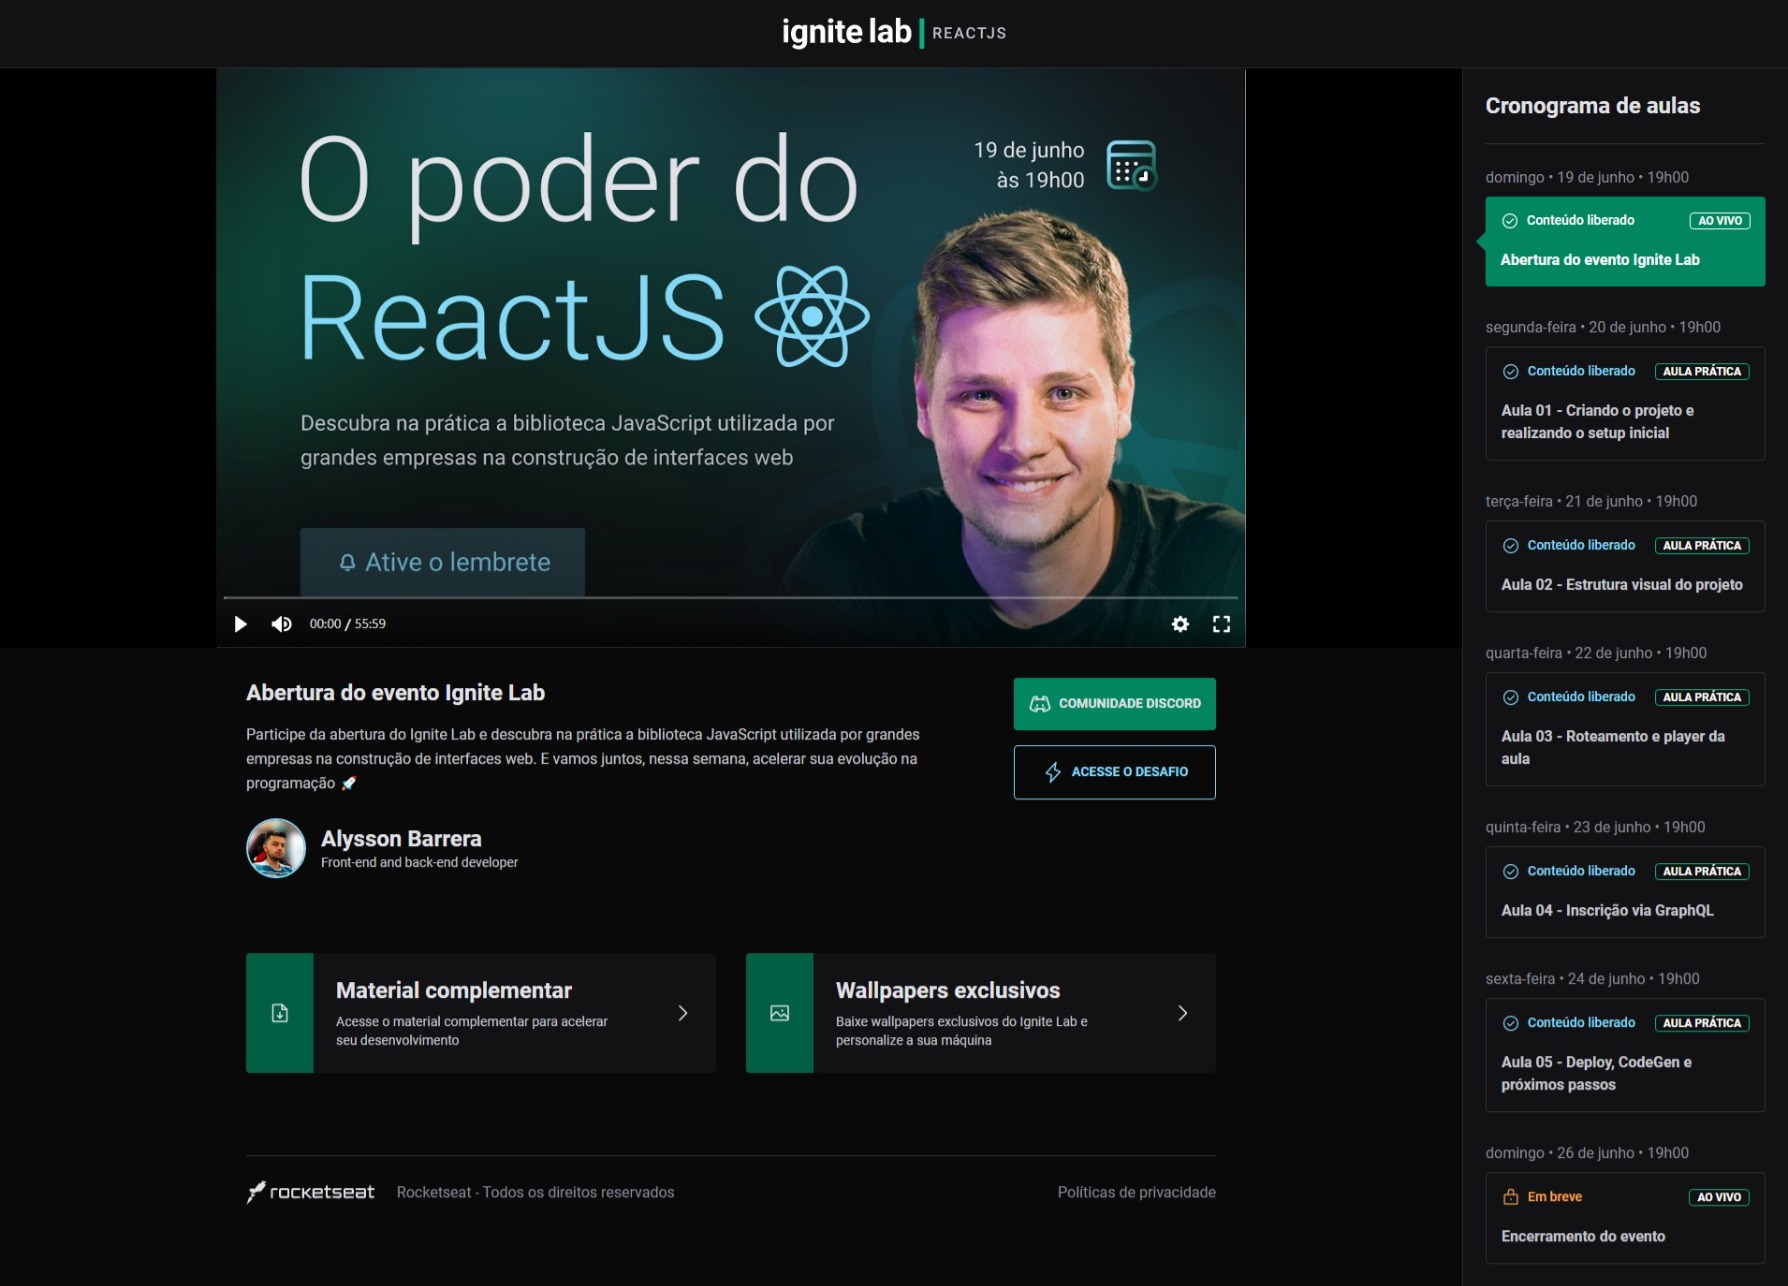 ignite lab REACTJS
O poder do
ReactJS
19 de junho
às 19h00
Descubra na prática a biblioteca JavaScript utilizada por
grandes empresas na construção de interfaces web
Ative o lembrete
00:00 / 55:59
Abertura do evento Ignite Lab
Participe da abertura do Ignite Lab e descubra na prática a biblioteca JavaScript utilizada por grandes
empresas na construção de interfaces web. E vamos juntos, nessa semana, acelerar sua evolução na
programação 🚀
COMUNIDADE DISCORD
ACESSE O DESAFIO
Alysson Barrera
Front-end and back-end developer
Material complementar
Acesse o material complementar para acelerar
seu desenvolvimento
Wallpapers exclusivos
Baixe wallpapers exclusivos do Ignite Lab e
personalize a sua máquina
rocketseat
Rocketseat - Todos os direitos reservados
Políticas de privacidade
Cronograma de aulas
domingo • 19 de junho • 19h00
Conteúdo liberado AO VIVO
Abertura do evento Ignite Lab
segunda-feira • 20 de junho • 19h00
Conteúdo liberado AULA PRÁTICA
Aula 01 - Criando o projeto e
realizando o setup inicial
terça-feira • 21 de junho • 19h00
Conteúdo liberado AULA PRÁTICA
Aula 02 - Estrutura visual do projeto
quarta-feira • 22 de junho • 19h00
Conteúdo liberado AULA PRÁTICA
Aula 03 - Roteamento e player da
aula
quinta-feira • 23 de junho • 19h00
Conteúdo liberado AULA PRÁTICA
Aula 04 - Inscrição via GraphQL
sexta-feira • 24 de junho • 19h00
Conteúdo liberado AULA PRÁTICA
Aula 05 - Deploy, CodeGen e
próximos passos
domingo • 26 de junho • 19h00
Em breve AO VIVO
Encerramento do evento